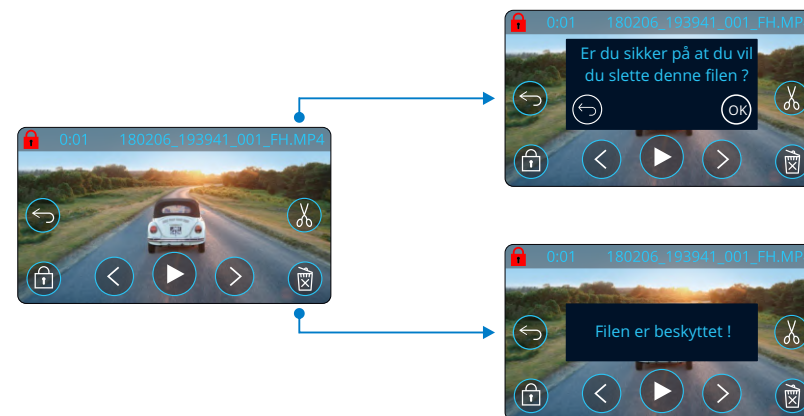 0:01 180206_193941_001_FH.MP4
0:01 180206_193941_001_FH.MP
Er du sikker på at du vil
du slette denne filen ?
OK
0:01 180206_193941_001_FH.MP
Filen er beskyttet !